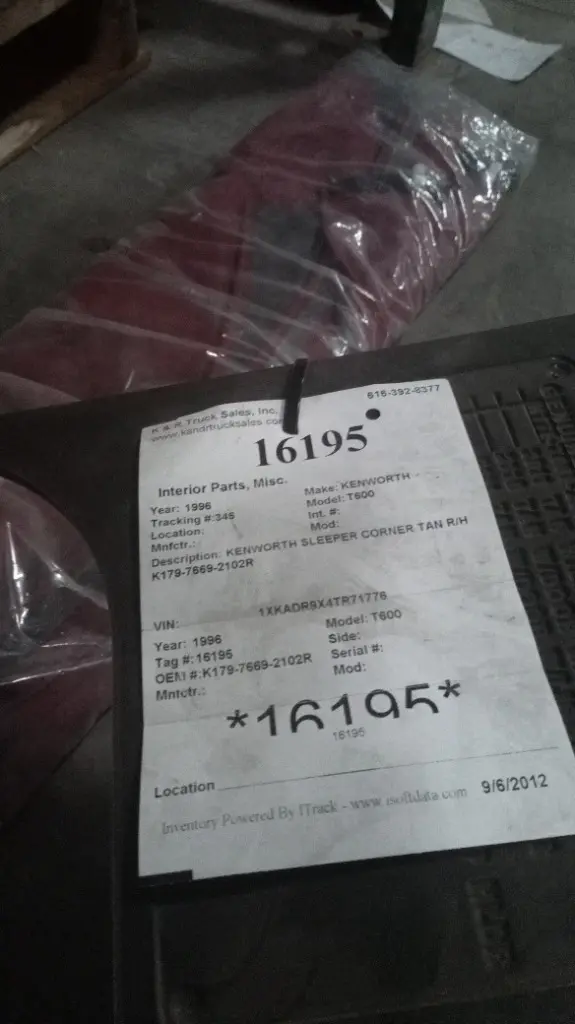 K & R Truck Sales, Inc.
616-392-8377
www.kandrtrucksales.com
16195
Interior Parts, Misc.
Year: 1996
Make: KENWORTH
Tracking #:346
Model: T600
Location:
Int. #:
Mnfctr.:
Mod:
Description: KENWORTH SLEEPER CORNER TAN R/H
K179-7669-2102R
VIN: 1XKADR9X4TR71776
Year: 1996
Model: T600
Tag #:16195
Side:
OEM #:K179-7669-2102R
Serial #:
Mnfctr.:
Mod:
*16195*
16195
Location
Inventory Powered By ITrack - www.isoftdata.com
9/6/2012